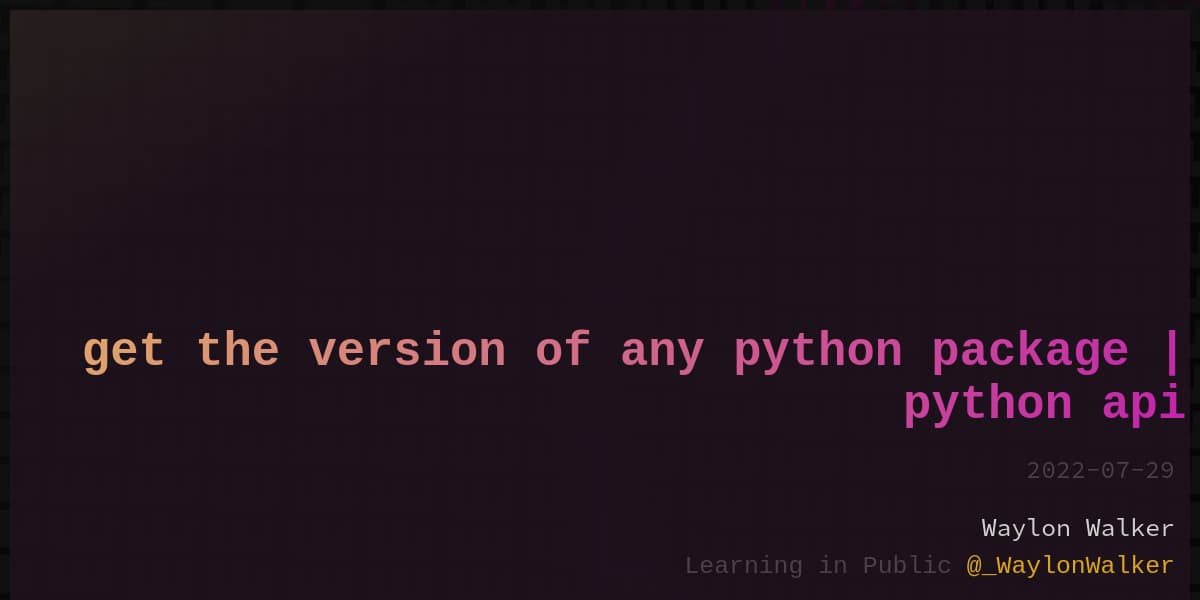 get the version of any python package |
python api
2022-07-29
Waylon Walker
Learning in Public @_WaylonWalker